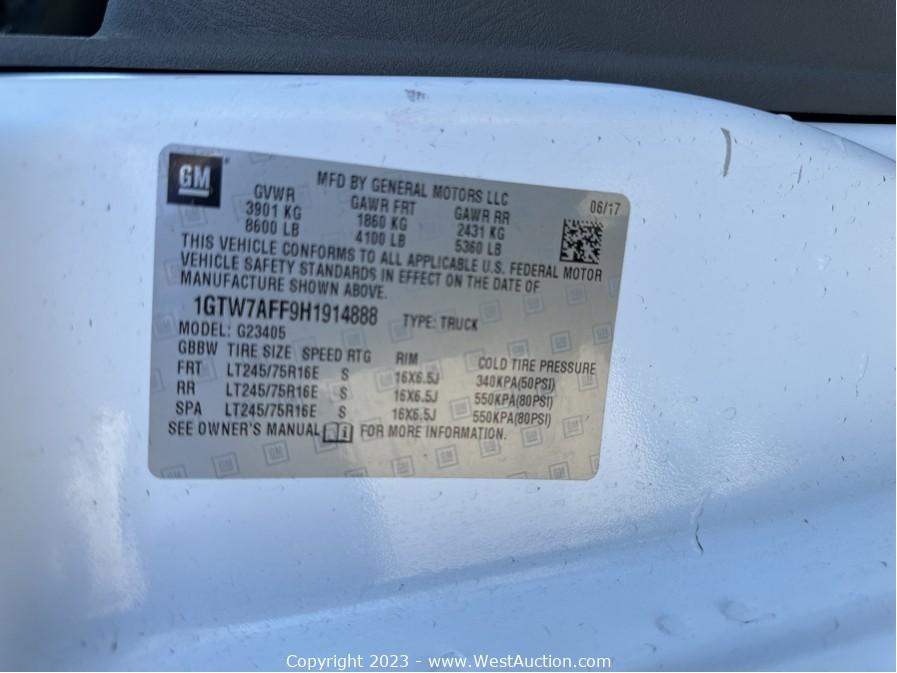 GM
MFD BY GENERAL MOTORS LLC
06/17
GVWR GAWR FRT GAWR RR
3901 KG 1860 KG 2431 KG
8600 LB 4100 LB 5360 LB
THIS VEHICLE CONFORMS TO ALL APPLICABLE U.S. FEDERAL MOTOR
VEHICLE SAFETY STANDARDS IN EFFECT ON THE DATE OF
MANUFACTURE SHOWN ABOVE.
1GTW7AFF9H1914888 TYPE: TRUCK
MODEL: G23405
GBBW TIRE SIZE SPEED RTG RIM COLD TIRE PRESSURE
FRT LT245/75R16E S 16X6.5J 340KPA(50PSI)
RR LT245/75R16E S 16X6.5J 550KPA(80PSI)
SPA LT245/75R16E S 16X6.5J 550KPA(80PSI)
SEE OWNER'S MANUAL i FOR MORE INFORMATION.
Copyright 2023 - www.WestAuction.com